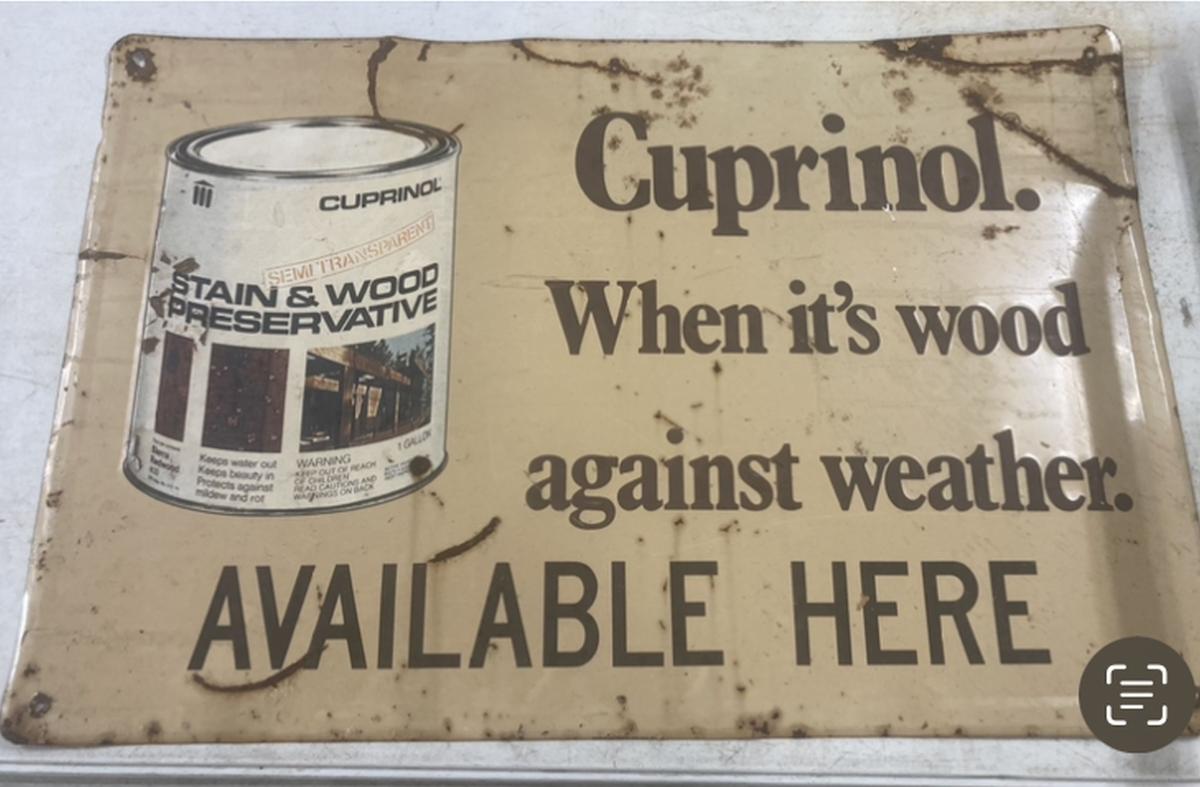 Cuprinol.
When it's wood
against weather.
AVAILABLE HERE
CUPRINOL
SEMI TRANSPARENT
STAIN & WOOD
PRESERVATIVE
Sierra
Redwood
Keeps water out
Keeps beauty in
Protects against
mildew and rot
WARNING
KEEP OUT OF REACH
OF CHILDREN
READ CAUTIONS AND
WARNINGS ON BACK
1 GALLON